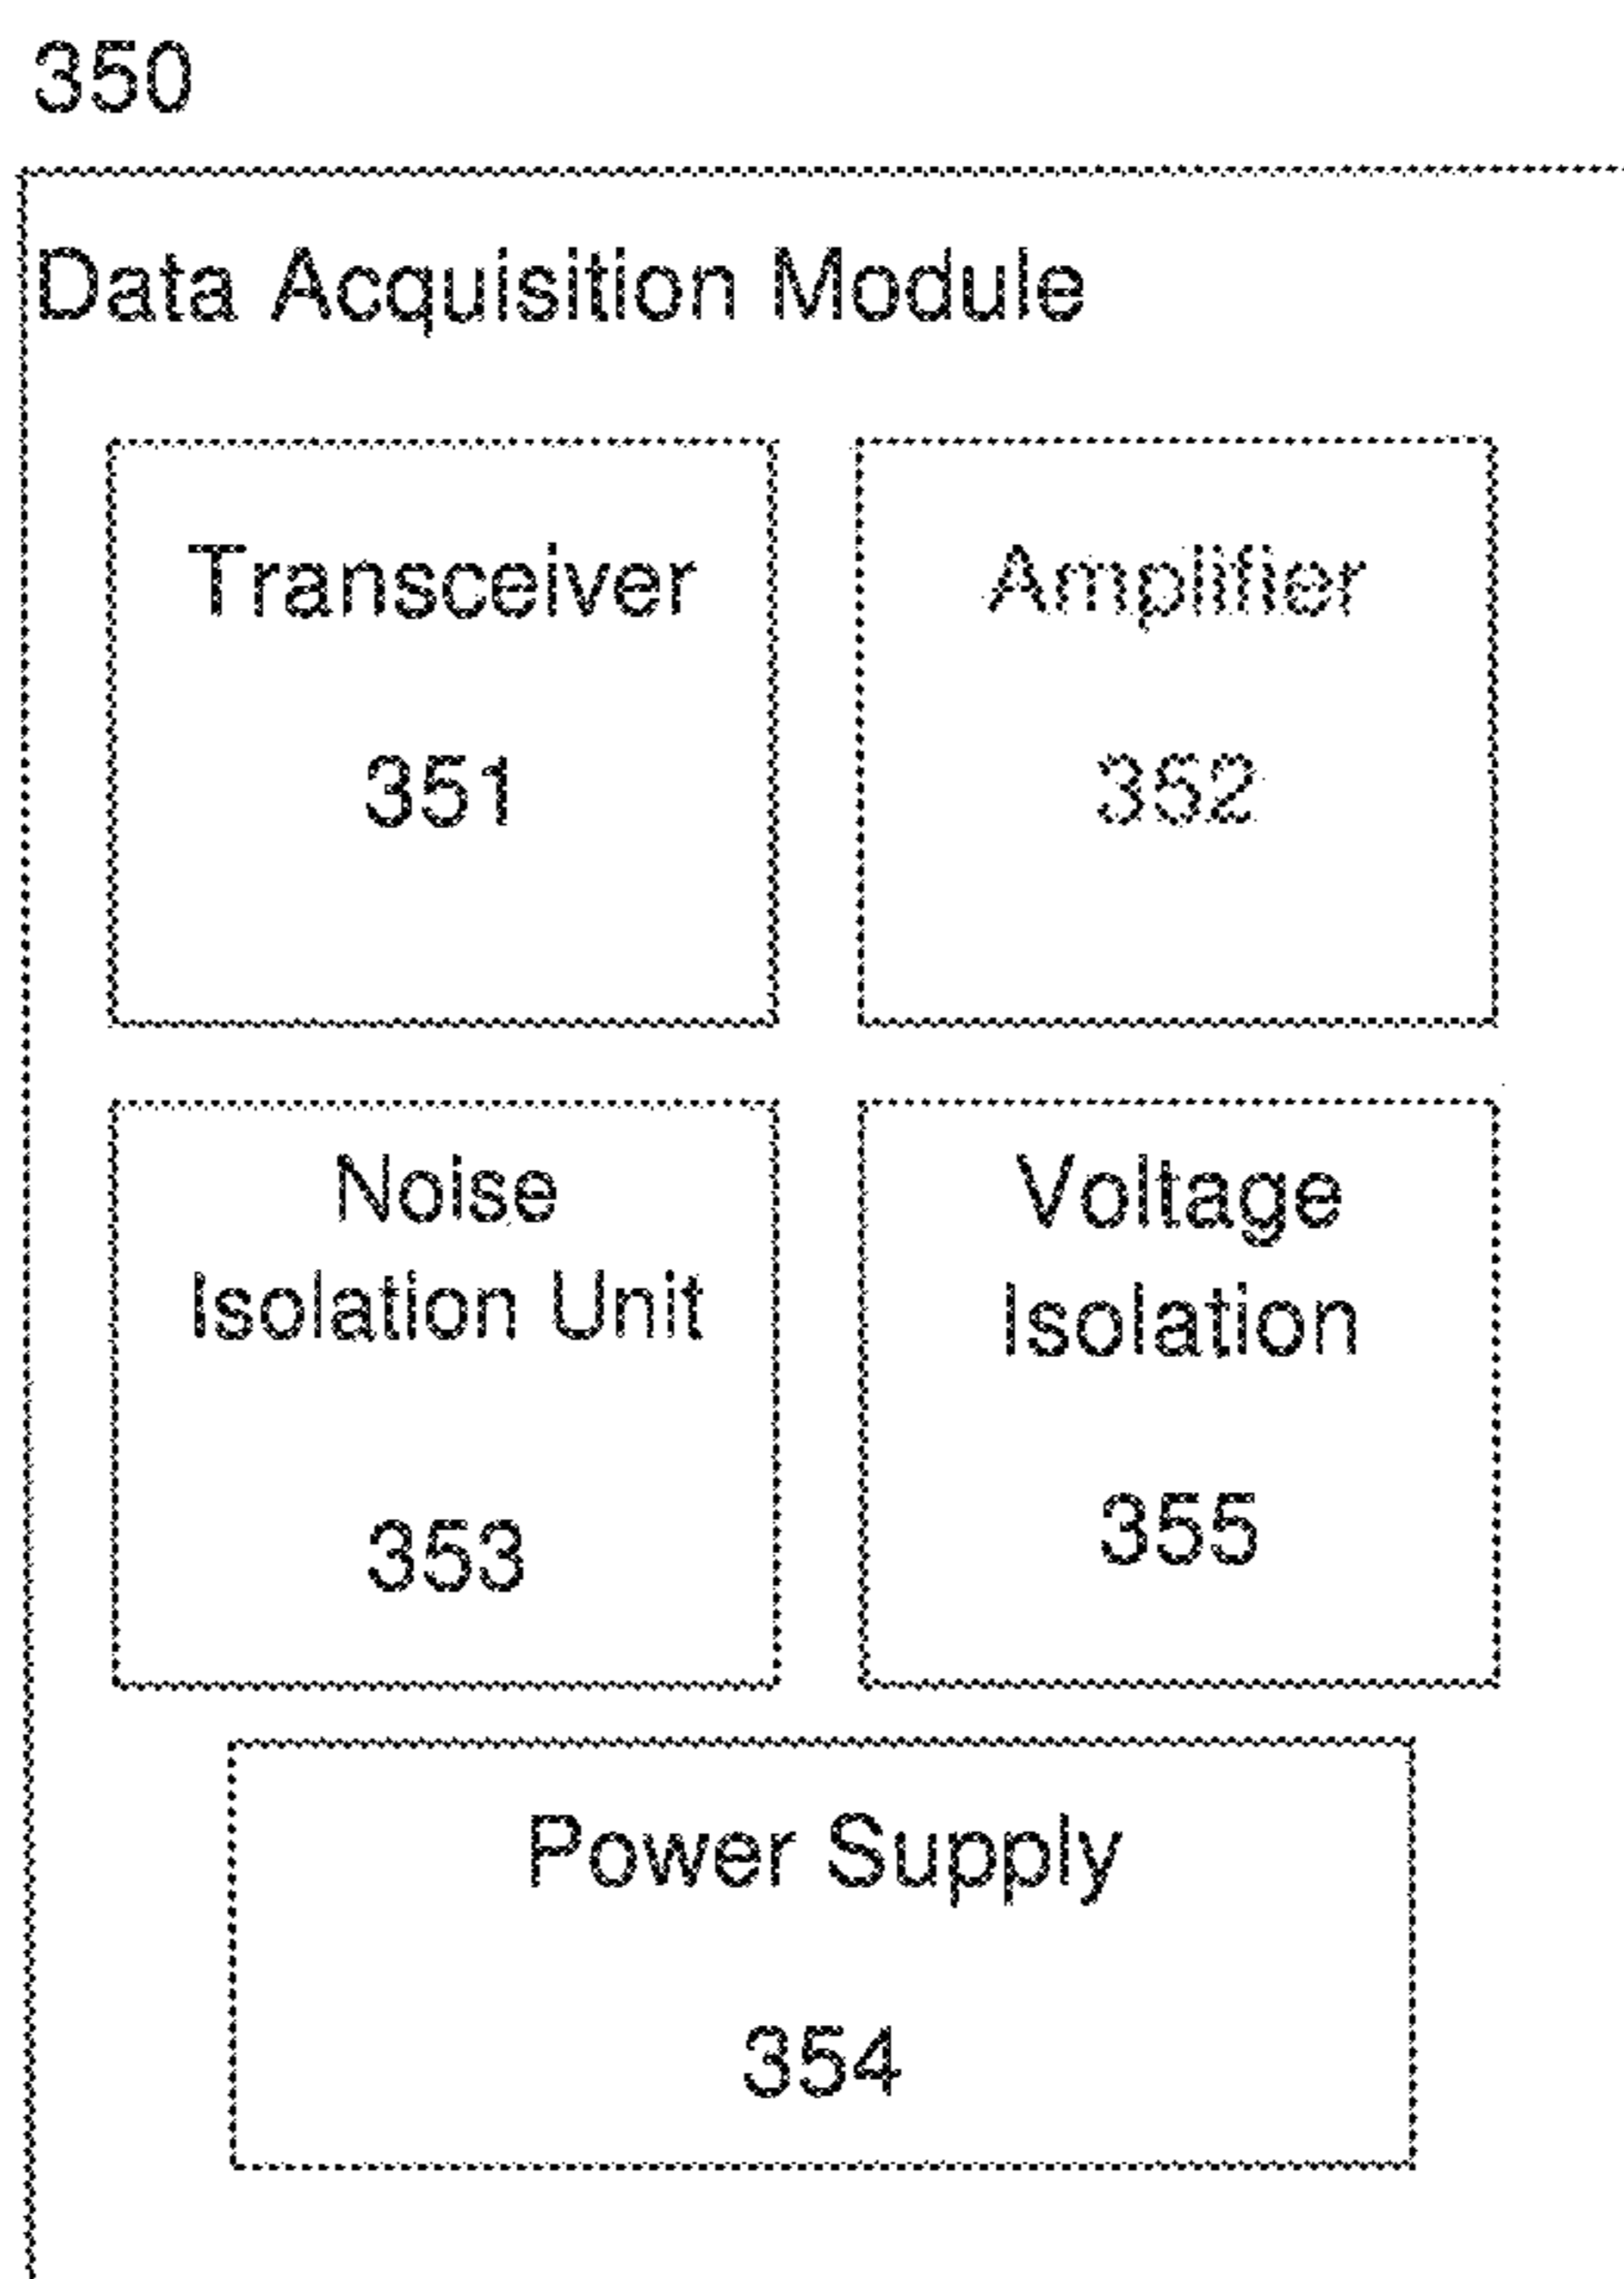 350
Data Acquisition Module
Transceiver
351
Amplifier
352
Noise
Isolation Unit
353
Voltage
Isolation
355
Power Supply
354